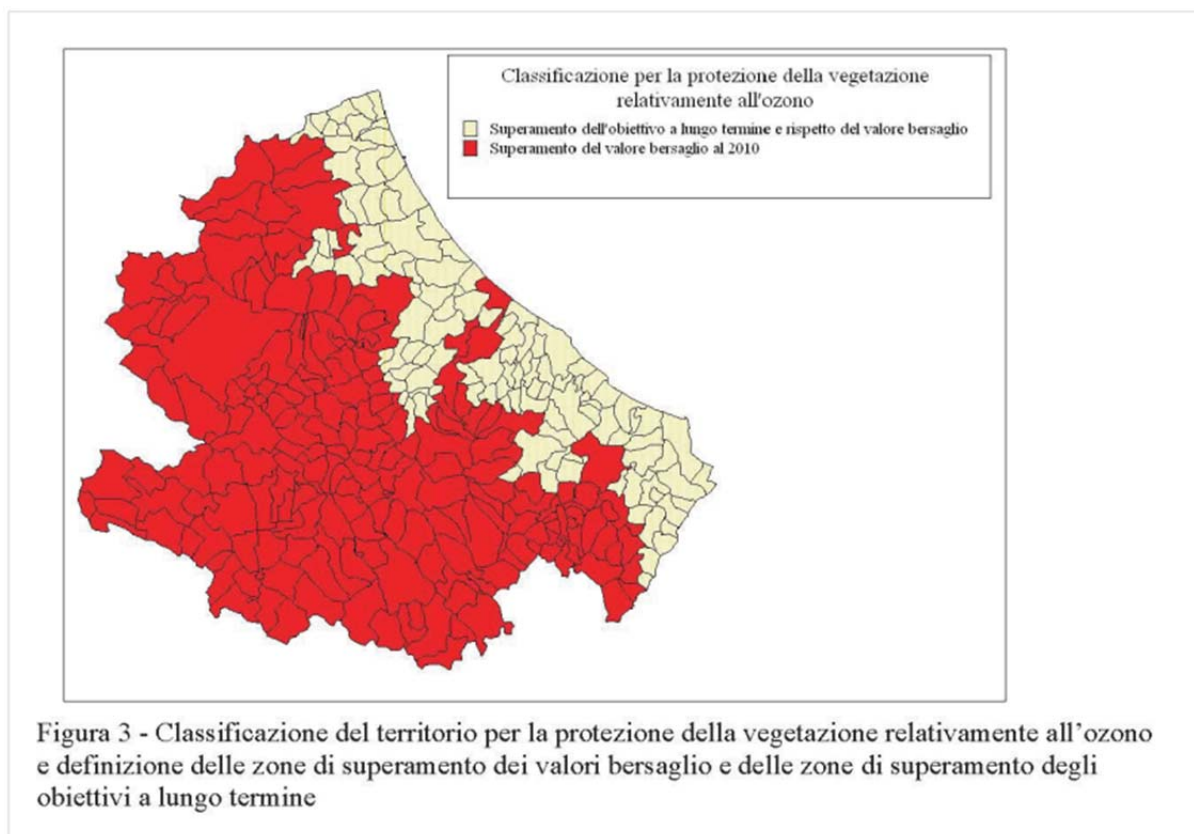 Classificazione per la protezione della vegetazione
relativamente all'ozono
Superamento dell'obiettivo a lungo termine e rispetto del valore bersaglio
Superamento del valore bersaglio al 2010
Figura 3 - Classificazione del territorio per la protezione della vegetazione relativamente all’ozono
e definizione delle zone di superamento dei valori bersaglio e delle zone di superamento degli
obiettivi a lungo termine